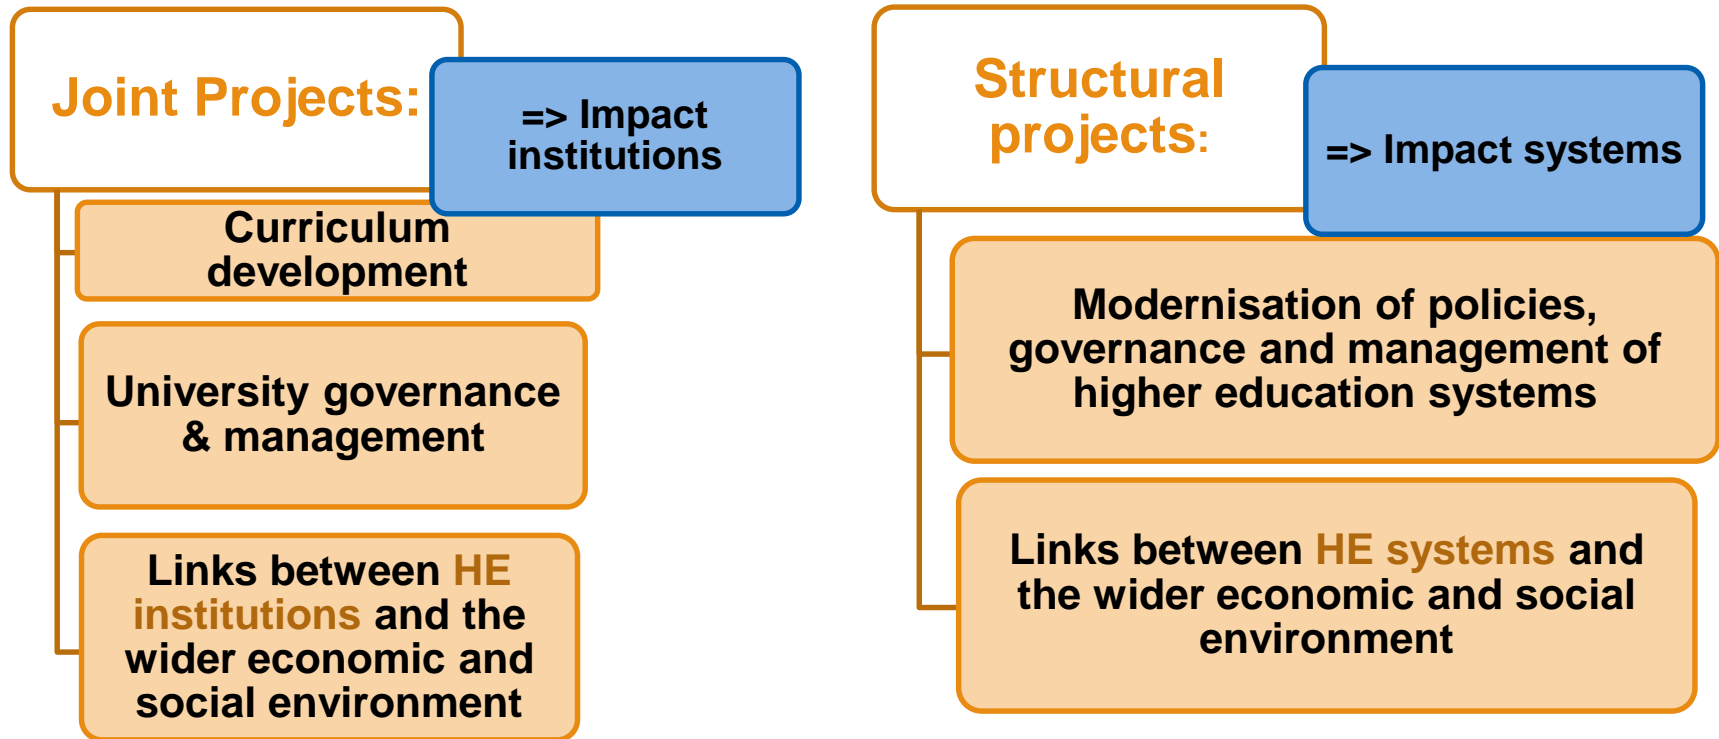 Joint Projects:
=> Impact
institutions
Curriculum
development
University governance
& management
Links between HE
institutions and the
wider economic and
social environment
Structural
projects:
=> Impact systems
Modernisation of policies,
governance and management of
higher education systems
Links between HE systems and
the wider economic and social
environment